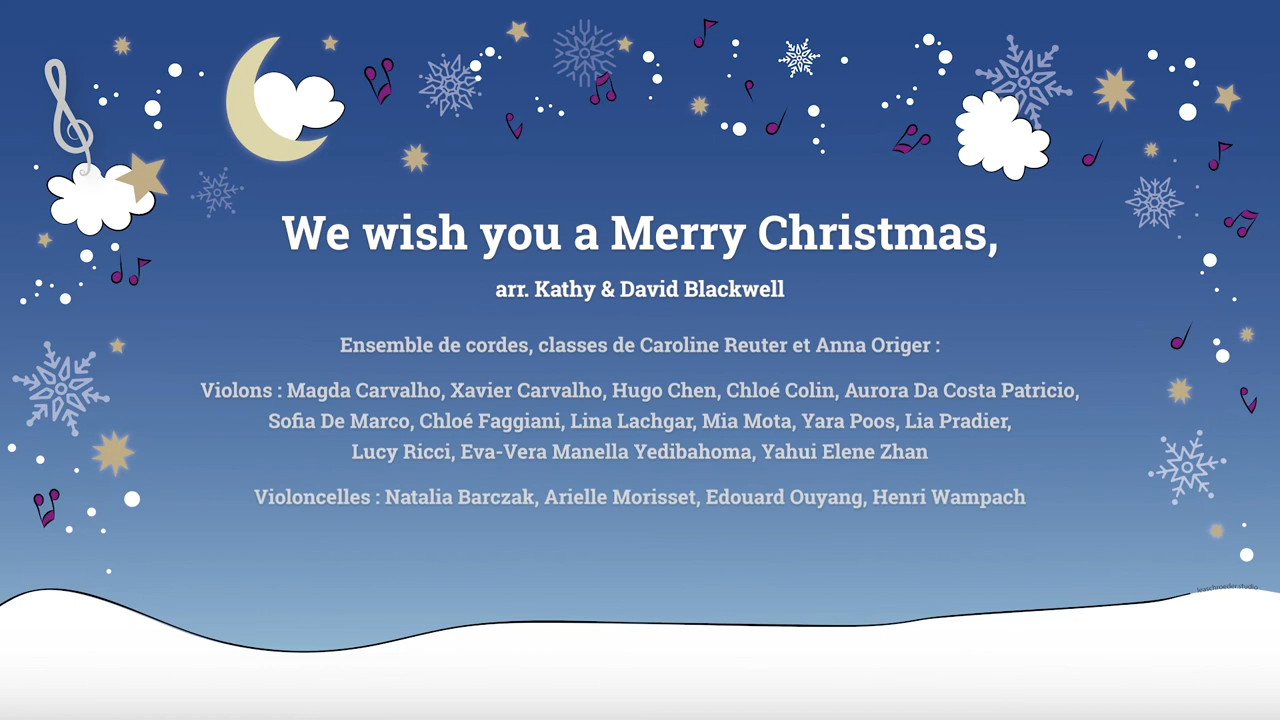 We wish you a Merry Christmas,
arr. Kathy & David Blackwell
Ensemble de cordes, classes de Caroline Reuter et Anna Origer :
Violons : Magda Carvalho, Xavier Carvalho, Hugo Chen, Chloé Colin, Aurora Da Costa Patricio,
Sofia De Marco, Chloé Faggiani, Lina Lachgar, Mia Mota, Yara Poos, Lia Pradier,
Lucy Ricci, Eva-Vera Manella Yedibahoma, Yahui Elene Zhan
Violoncelles : Natalia Barczak, Arielle Morisset, Edouard Ouyang, Henri Wampach
leaschroeder.studio